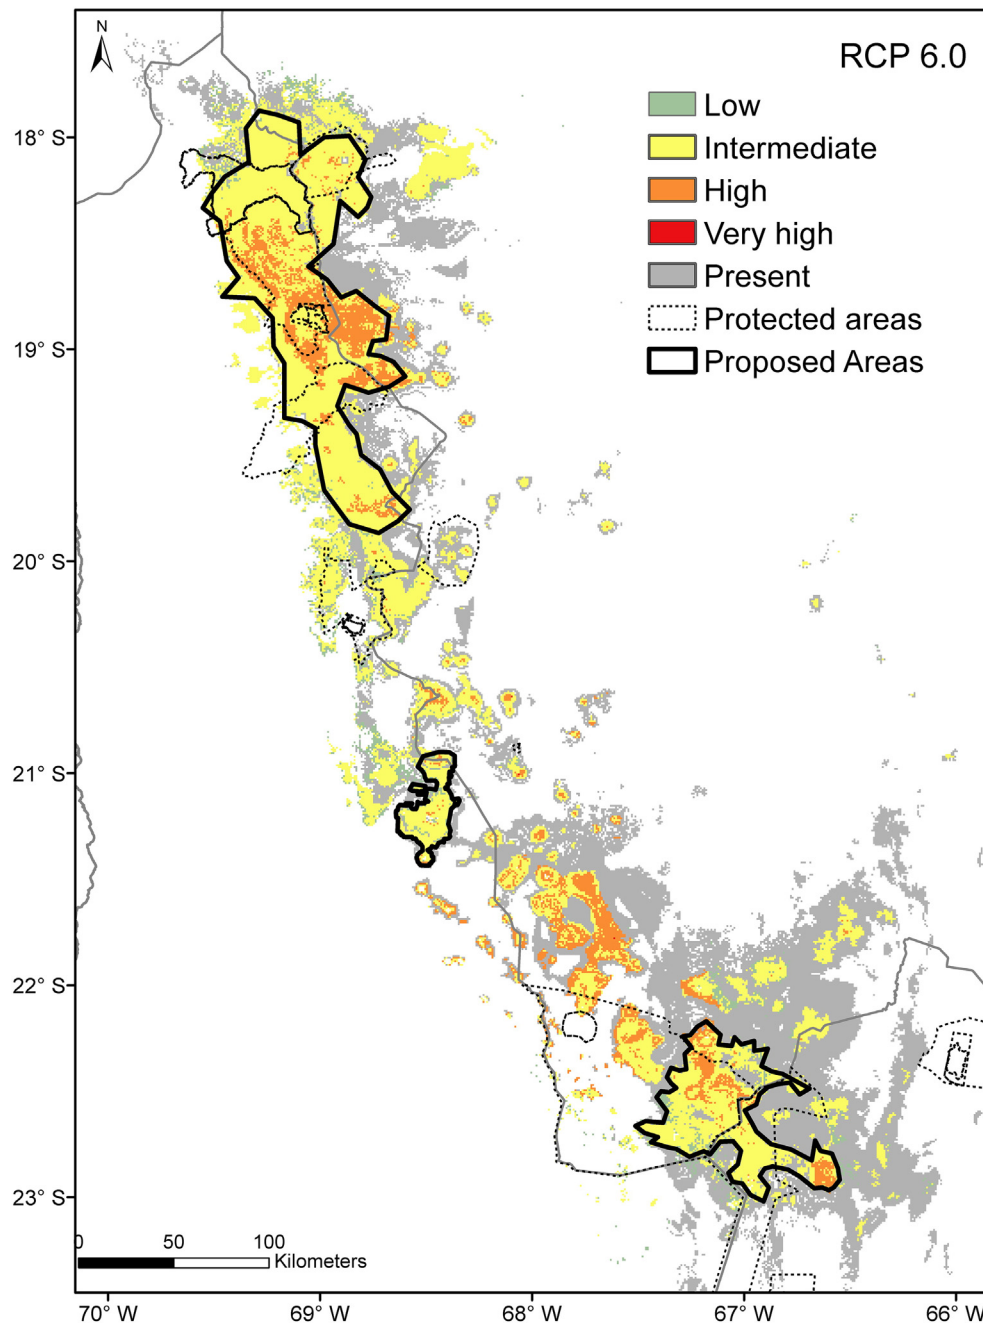 N
RCP 6.0
Low
Intermediate
High
Very high
Present
Protected areas
Proposed Areas
18° S
19° S
20° S
21° S
22° S
23° S
0 50 100
Kilometers
70° W 69° W 68° W 67° W 66° W